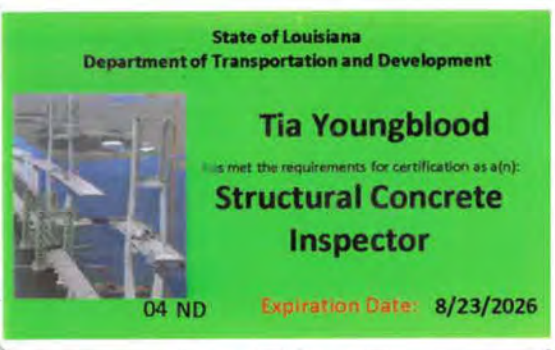 State of Louisiana
Department of Transportation and Development
Tia Youngblood
has met the requirements for certification as a(n):
Structural Concrete
Inspector
04 ND Expiration Date: 8/23/2026